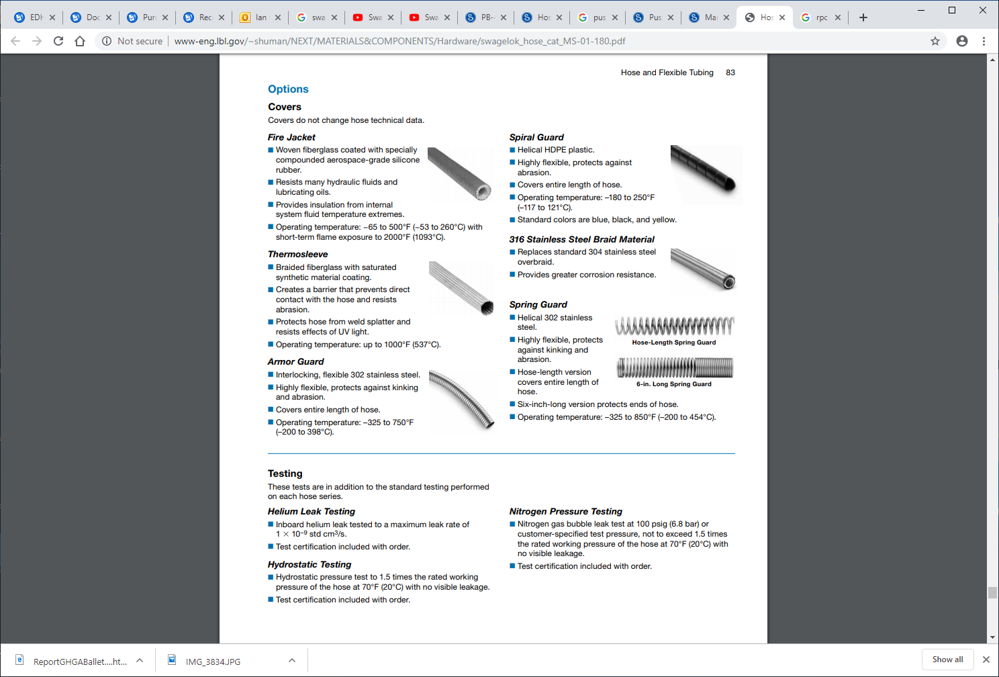 EDH
Doc
Pur
Rec
Ian
swa
Swa
Swa
PB-
Hos
pus
Pus
Ma
Hos
rpc
Not secure
www-eng.lbl.gov/~shuman/NEXT/MATERIALS&COMPONENTS/Hardware/swagelok_hose_cat_MS-01-180.pdf
Hose and Flexible Tubing 83
Options
Covers
Covers do not change hose technical data.
Fire Jacket
■ Woven fiberglass coated with specially
compounded aerospace-grade silicone
rubber.
■ Resists many hydraulic fluids and
lubricating oils.
■ Provides insulation from internal
system fluid temperature extremes.
■ Operating temperature: –65 to 500°F (–53 to 260°C) with
short-term flame exposure to 2000°F (1093°C).
Thermosleeve
■ Braided fiberglass with saturated
synthetic material coating.
■ Creates a barrier that prevents direct
contact with the hose and resists
abrasion.
■ Protects hose from weld splatter and
resists effects of UV light.
■ Operating temperature: up to 1000°F (537°C).
Armor Guard
■ Interlocking, flexible 302 stainless steel.
■ Highly flexible, protects against kinking
and abrasion.
■ Covers entire length of hose.
■ Operating temperature: –325 to 750°F
(–200 to 398°C).
Spiral Guard
■ Helical HDPE plastic.
■ Highly flexible, protects against
abrasion.
■ Covers entire length of hose.
■ Operating temperature: –180 to 250°F
(–117 to 121°C).
■ Standard colors are blue, black, and yellow.
316 Stainless Steel Braid Material
■ Replaces standard 304 stainless steel
overbraid.
■ Provides greater corrosion resistance.
Spring Guard
■ Helical 302 stainless
steel.
■ Highly flexible, protects
against kinking and
abrasion.
■ Hose-length version
covers entire length of
hose.
■ Six-inch-long version protects ends of hose.
■ Operating temperature: –325 to 850°F (–200 to 454°C).
Hose-Length Spring Guard
6-in. Long Spring Guard
Testing
These tests are in addition to the standard testing performed
on each hose series.
Helium Leak Testing
■ Inboard helium leak tested to a maximum leak rate of
1 × 10⁻⁹ std cm³/s.
■ Test certification included with order.
Hydrostatic Testing
■ Hydrostatic pressure test to 1.5 times the rated working
pressure of the hose at 70°F (20°C) with no visible leakage.
■ Test certification included with order.
Nitrogen Pressure Testing
■ Nitrogen gas bubble leak test at 100 psig (6.8 bar) or
customer-specified test pressure, not to exceed 1.5 times
the rated working pressure of the hose at 70°F (20°C) with
no visible leakage.
■ Test certification included with order.
ReportGHGABallet....ht...
IMG_3834.JPG
Show all